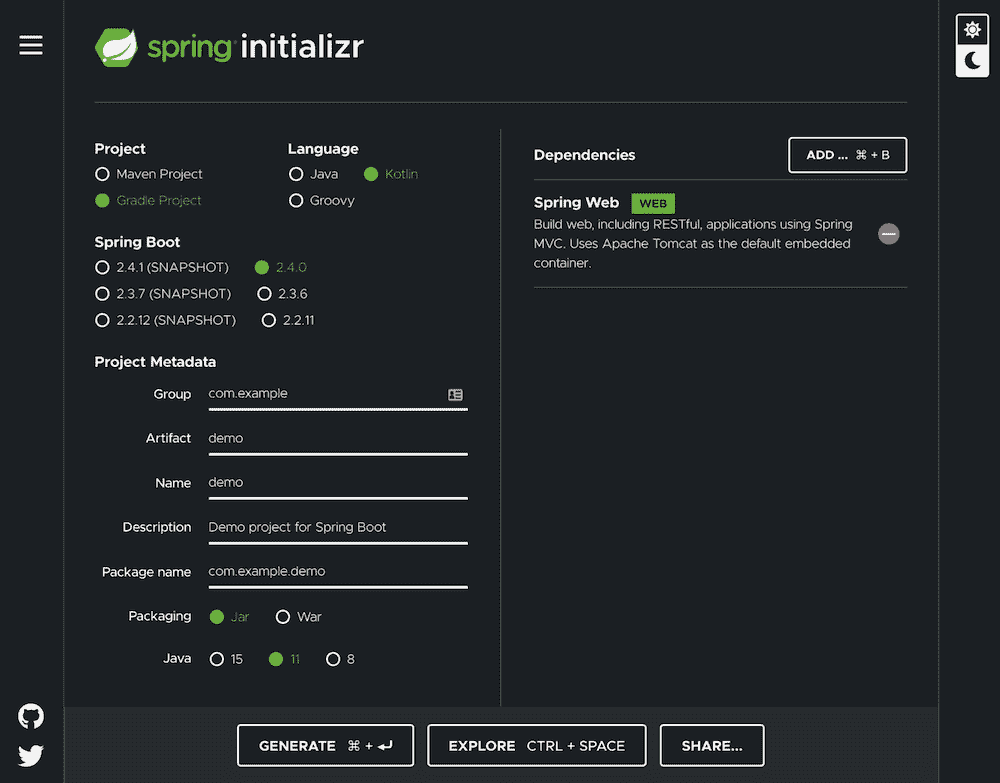 spring initializr
Project
Maven Project
Gradle Project
Language
Java Kotlin
Groovy
Spring Boot
2.4.1 (SNAPSHOT) 2.4.0
2.3.7 (SNAPSHOT) 2.3.6
2.2.12 (SNAPSHOT) 2.2.11
Project Metadata
Group com.example
Artifact demo
Name demo
Description Demo project for Spring Boot
Package name com.example.demo
Packaging Jar War
Java 15 11 8
Dependencies ADD ... ⌘ + B
Spring Web WEB
Build web, including RESTful, applications using Spring
MVC. Uses Apache Tomcat as the default embedded
container.
GENERATE ⌘ + ↵ EXPLORE CTRL + SPACE SHARE...